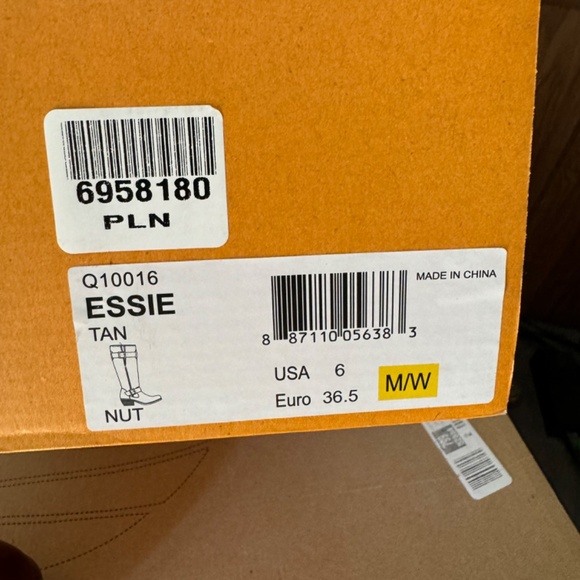 6958180
PLN
Q10016
ESSIE
TAN
NUT
8 87110 05638 3
MADE IN CHINA
USA 6
Euro 36.5
M/W